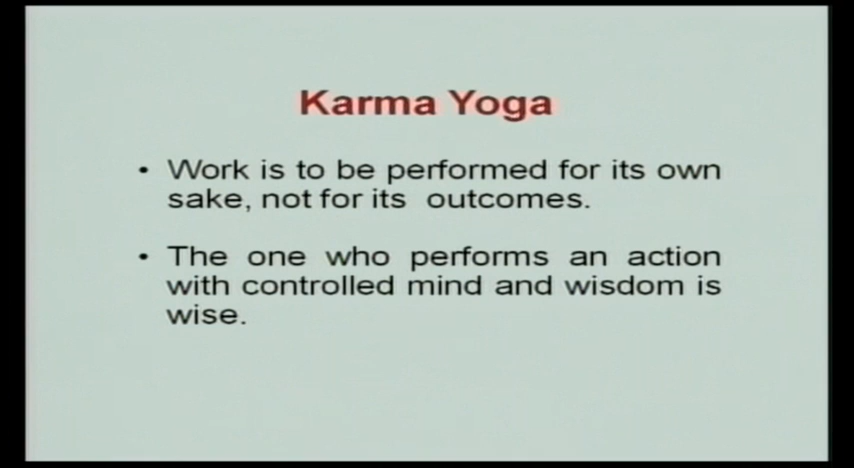 Karma Yoga
• Work is to be performed for its own
sake, not for its outcomes.
• The one who performs an action
with controlled mind and wisdom is
wise.